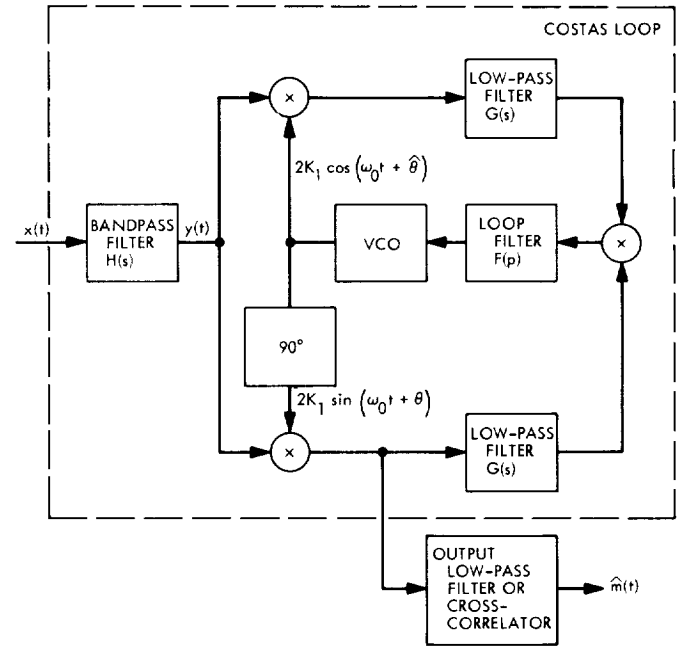 COSTAS LOOP
×
LOW-PASS
FILTER
G(s)
2K₁ cos (ω₀t + θ̂)
x(t)
BANDPASS
FILTER
H(s)
y(t)
VCO
LOOP
FILTER
F(p)
×
90°
2K₁ sin (ω₀t + θ)
×
LOW-PASS
FILTER
G(s)
OUTPUT
LOW-PASS
FILTER OR
CROSS-
CORRELATOR
m̂(t)